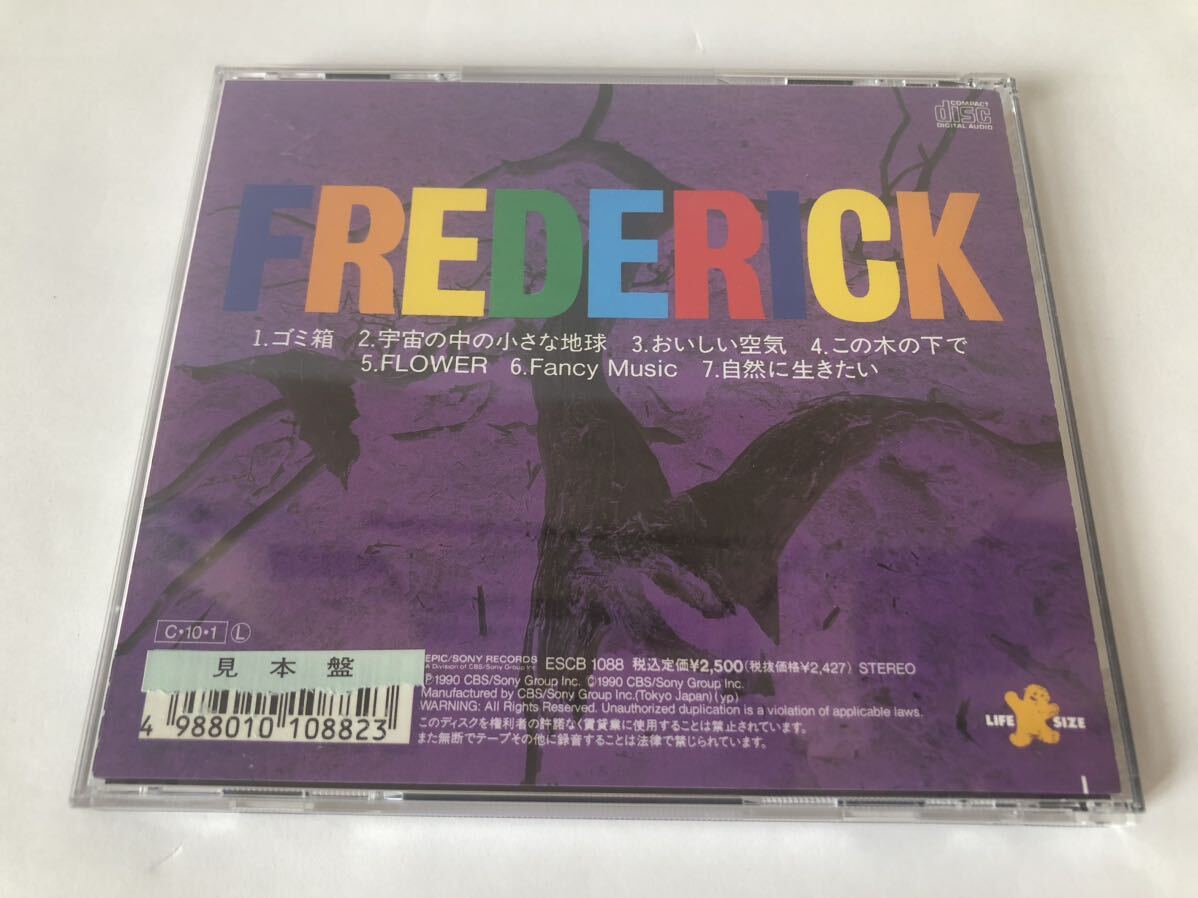 COMPACT
disc
DIGITAL AUDIO
FREDERICK
1.ゴミ箱 2.宇宙の中の小さな地球 3.おいしい空気 4.この木の下で
5.FLOWER 6.Fancy Music 7.自然に生きたい
C・10・1 L
見本盤
4 988010 108823
EPIC/SONY RECORDS ESCB 1088 税込定価¥2,500(税抜価格¥2,427) STEREO
A Division of CBS/Sony Group Inc.
Ⓟ1990 CBS/Sony Group Inc. Ⓒ1990 CBS/Sony Group Inc.
Manufactured by CBS/Sony Group Inc.(Tokyo Japan)(yp)
WARNING: All Rights Reserved. Unauthorized duplication is a violation of applicable laws.
このディスクを権利者の許諾なく賃貸業に使用することは禁止されています。
また無断でテープその他に録音することは法律で禁じられています。
LIFE SIZE